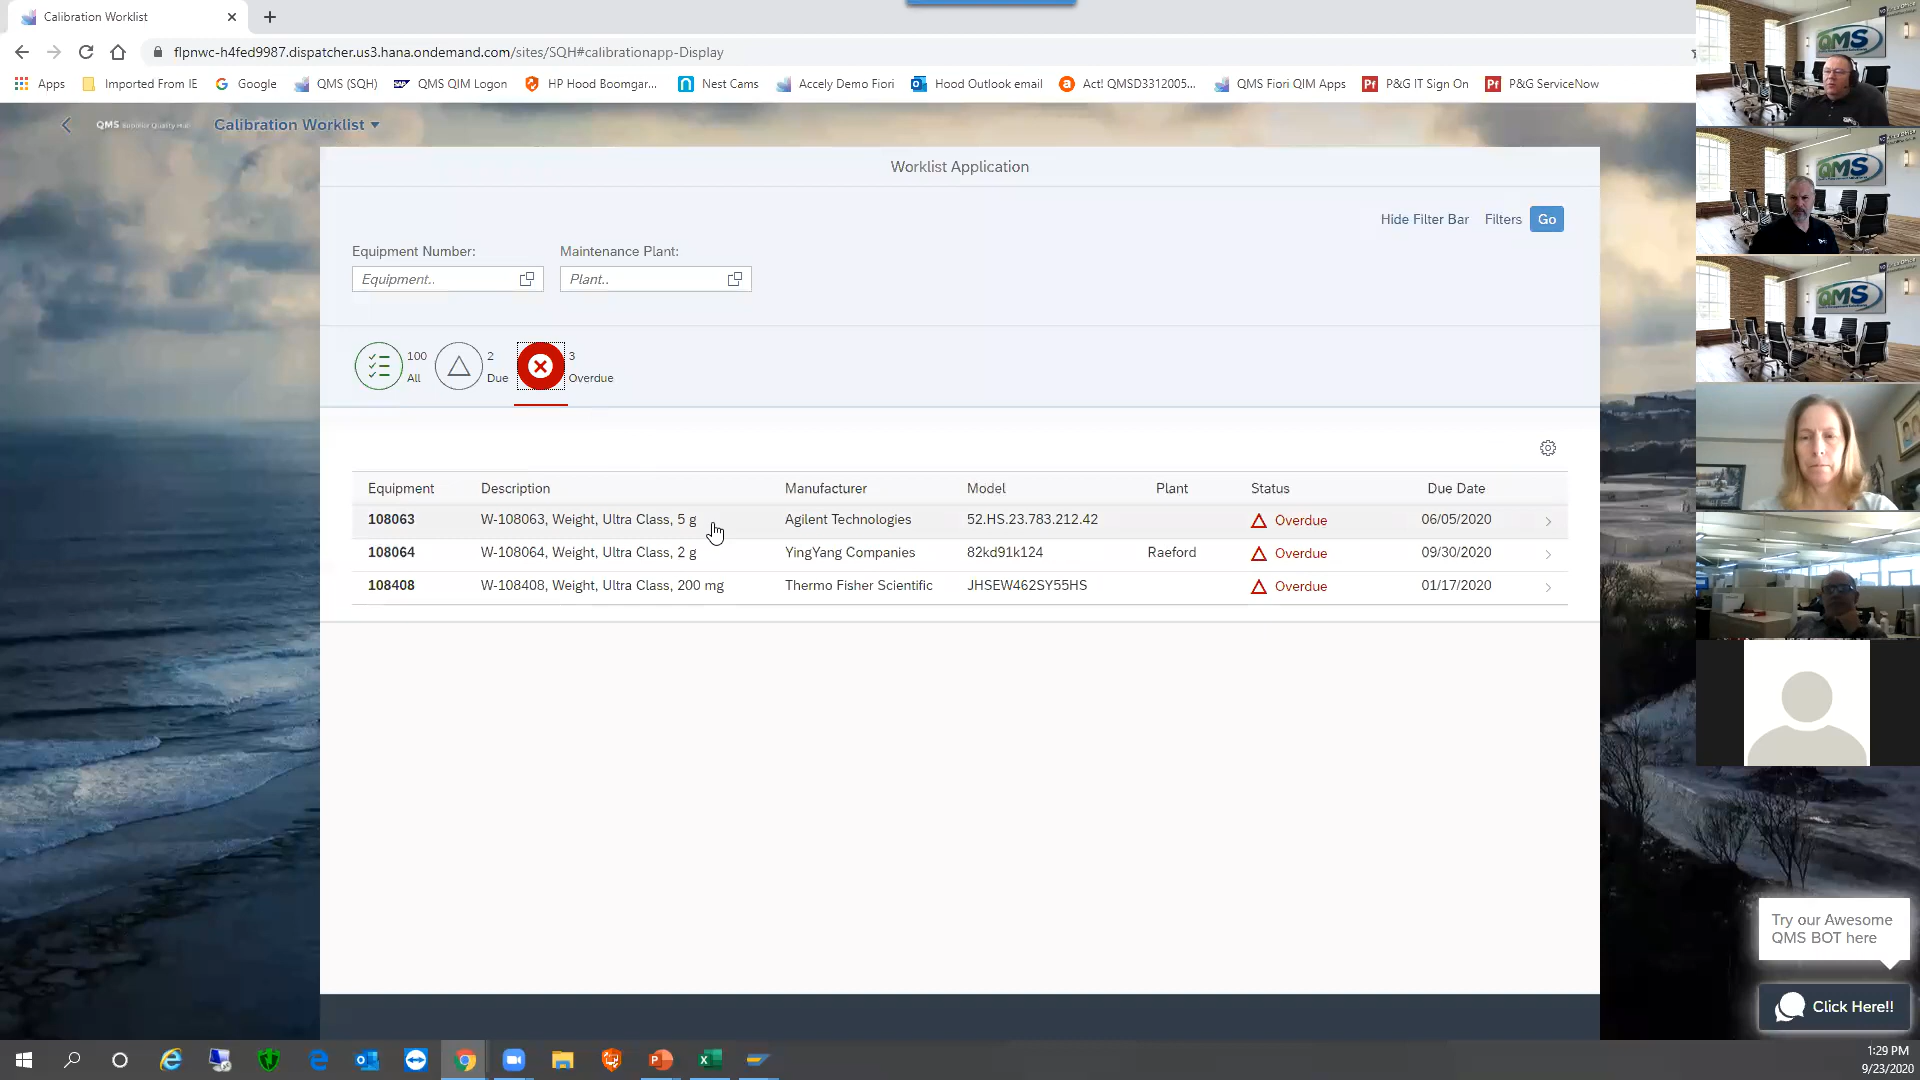 Calibration Worklist
flpnwc-h4fed9987.dispatcher.us3.hana.ondemand.com/sites/SQH#calibrationapp-Display
Apps Imported From IE Google QMS (SQH) QMS QIM Logon HP Hood Boomgar... Nest Cams Accely Demo Fiori Hood Outlook email Act! QMSD3312005... QMS Fiori QIM Apps P&G IT Sign On P&G ServiceNow
QMS Superior Quality Hub Calibration Worklist
Worklist Application
Hide Filter Bar Filters Go
Equipment Number: Maintenance Plant:
Equipment.. Plant..
100 2 3
All Due Overdue
Equipment Description Manufacturer Model Plant Status Due Date
108063 W-108063, Weight, Ultra Class, 5 g Agilent Technologies 52.HS.23.783.212.42 Overdue 06/05/2020
108064 W-108064, Weight, Ultra Class, 2 g YingYang Companies 82kd91k124 Raeford Overdue 09/30/2020
108408 W-108408, Weight, Ultra Class, 200 mg Thermo Fisher Scientific JHSEW462SY55HS Overdue 01/17/2020
QMS
QMS
QMS
Try our Awesome
QMS BOT here
Click Here!!
1:29 PM
9/23/2020